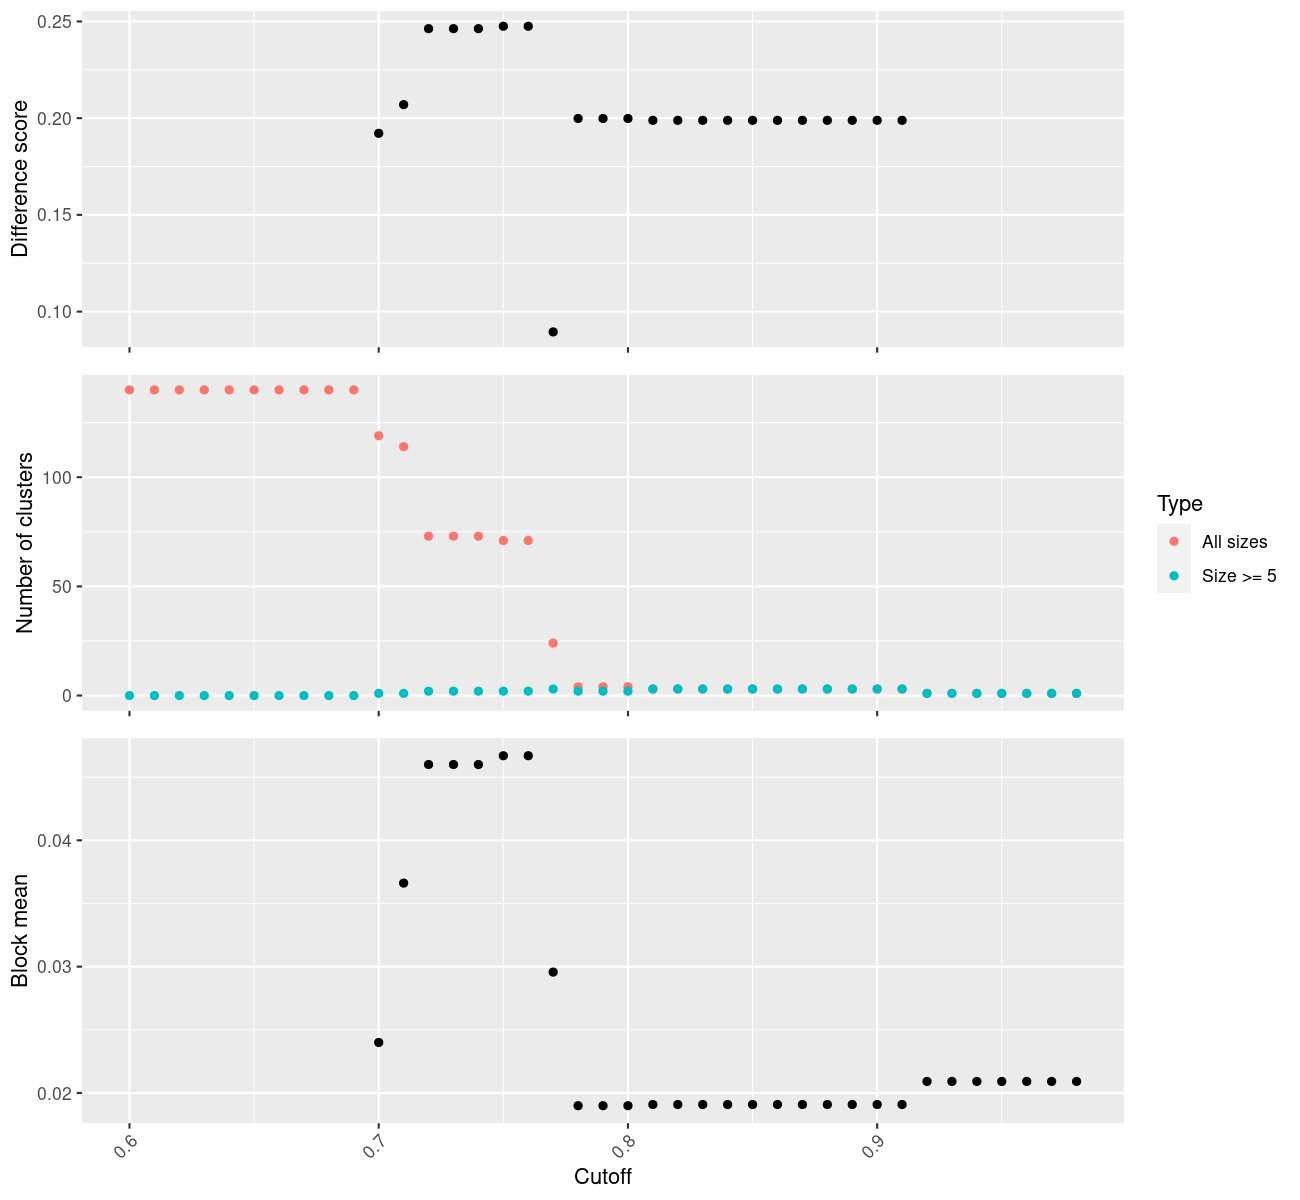 0.25
0.20
0.15
0.10
Difference score
100
50
0
Number of clusters
Type
All sizes
Size >= 5
0.04
0.03
0.02
Block mean
0.6
0.7
0.8
0.9
Cutoff